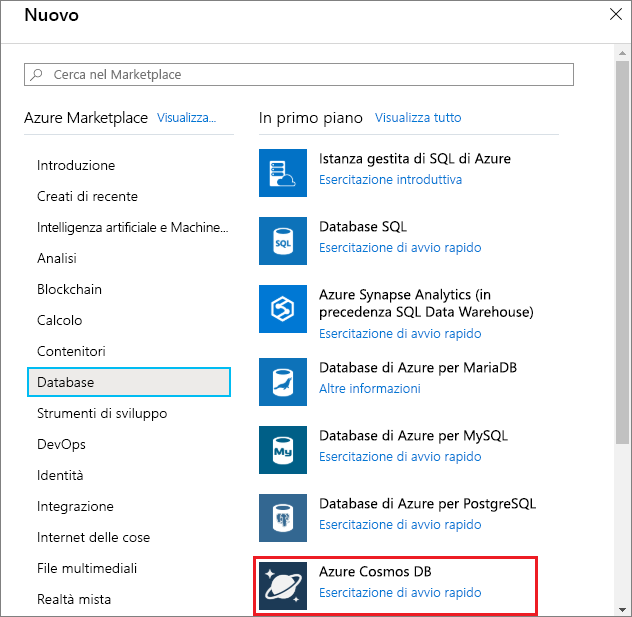 Nuovo
Cerca nel Marketplace
Azure Marketplace Visualizza...
Introduzione
Creati di recente
Intelligenza artificiale e Machine...
Analisi
Blockchain
Calcolo
Contenitori
Database
Strumenti di sviluppo
DevOps
Identità
Integrazione
Internet delle cose
File multimediali
Realtà mista
In primo piano Visualizza tutto
Istanza gestita di SQL di Azure
Esercitazione introduttiva
SQL
Database SQL
Esercitazione di avvio rapido
Azure Synapse Analytics (in
precedenza SQL Data Warehouse)
Esercitazione di avvio rapido
Database di Azure per MariaDB
Altre informazioni
My
Database di Azure per MySQL
Esercitazione di avvio rapido
Database di Azure per PostgreSQL
Esercitazione di avvio rapido
Azure Cosmos DB
Esercitazione di avvio rapido